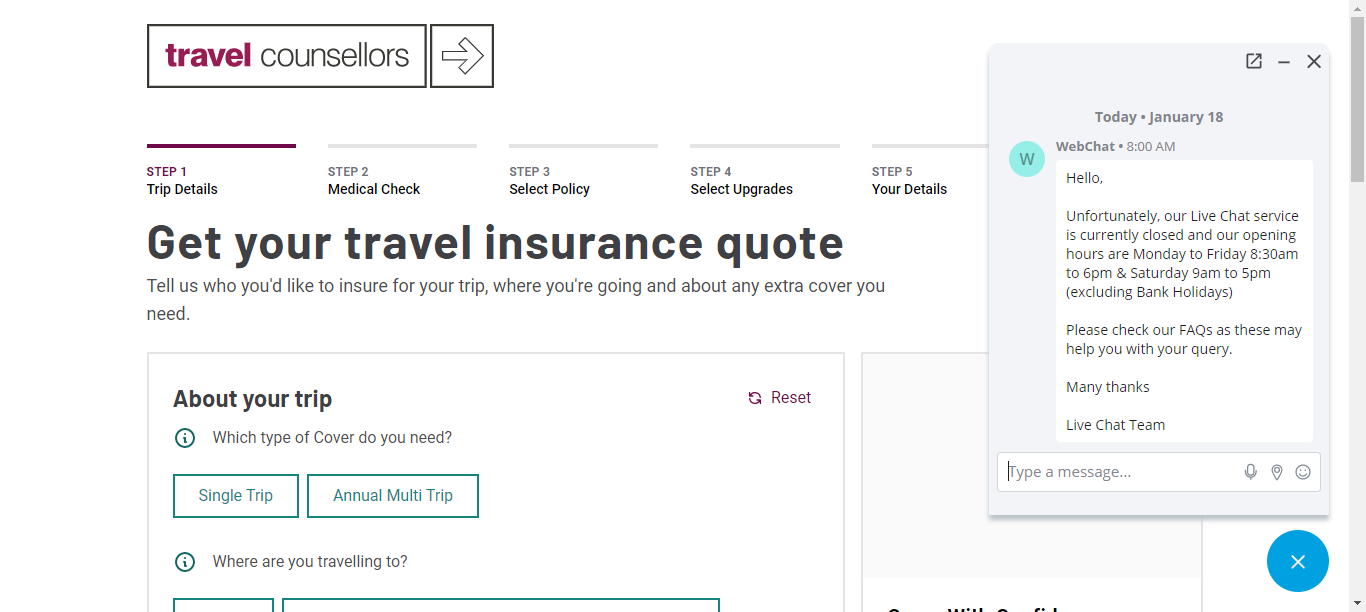 travel counsellors
STEP 1
Trip Details
STEP 2
Medical Check
STEP 3
Select Policy
STEP 4
Select Upgrades
STEP 5
Your Details
Get your travel insurance quote
Tell us who you'd like to insure for your trip, where you're going and about any extra cover you
need.
About your trip
Reset
Which type of Cover do you need?
Single Trip
Annual Multi Trip
Where are you travelling to?
Today • January 18
W
WebChat • 8:00 AM
Hello,
Unfortunately, our Live Chat service
is currently closed and our opening
hours are Monday to Friday 8:30am
to 6pm & Saturday 9am to 5pm
(excluding Bank Holidays)
Please check our FAQs as these may
help you with your query.
Many thanks
Live Chat Team
Type a message...